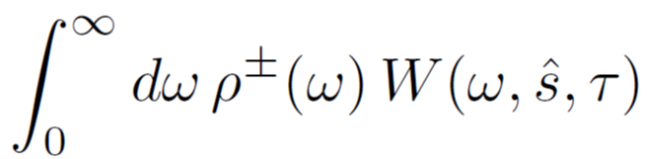 ∫₀^∞ dω ρ^±(ω) W(ω, ŝ, τ)